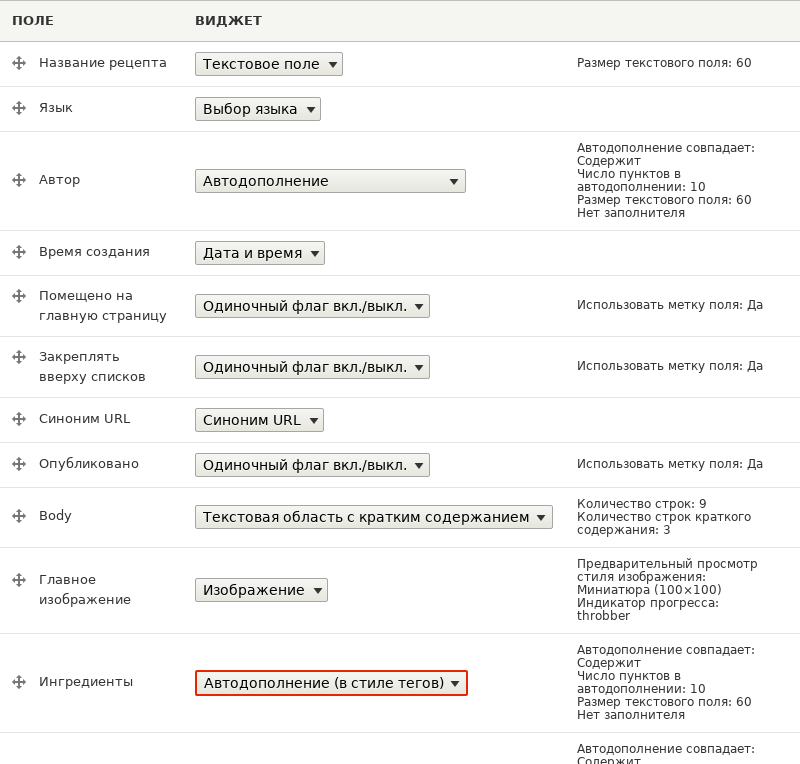 ПОЛЕ ВИДЖЕТ
Название рецепта Текстовое поле Размер текстового поля: 60
Язык Выбор языка
Автор Автодополнение
Автодополнение совпадает:
Содержит
Число пунктов в
автодополнении: 10
Размер текстового поля: 60
Нет заполнителя
Время создания Дата и время
Помещено на
главную страницу
Одиночный флаг вкл./выкл. Использовать метку поля: Да
Закреплять
вверху списков
Одиночный флаг вкл./выкл. Использовать метку поля: Да
Синоним URL Синоним URL
Опубликовано Одиночный флаг вкл./выкл. Использовать метку поля: Да
Body Текстовая область с кратким содержанием
Количество строк: 9
Количество строк краткого
содержания: 3
Главное
изображение
Изображение
Предварительный просмотр
стиля изображения:
Миниатюра (100×100)
Индикатор прогресса:
throbber
Ингредиенты Автодополнение (в стиле тегов)
Автодополнение совпадает:
Содержит
Число пунктов в
автодополнении: 10
Размер текстового поля: 60
Нет заполнителя
Автодополнение совпадает:
Содержит